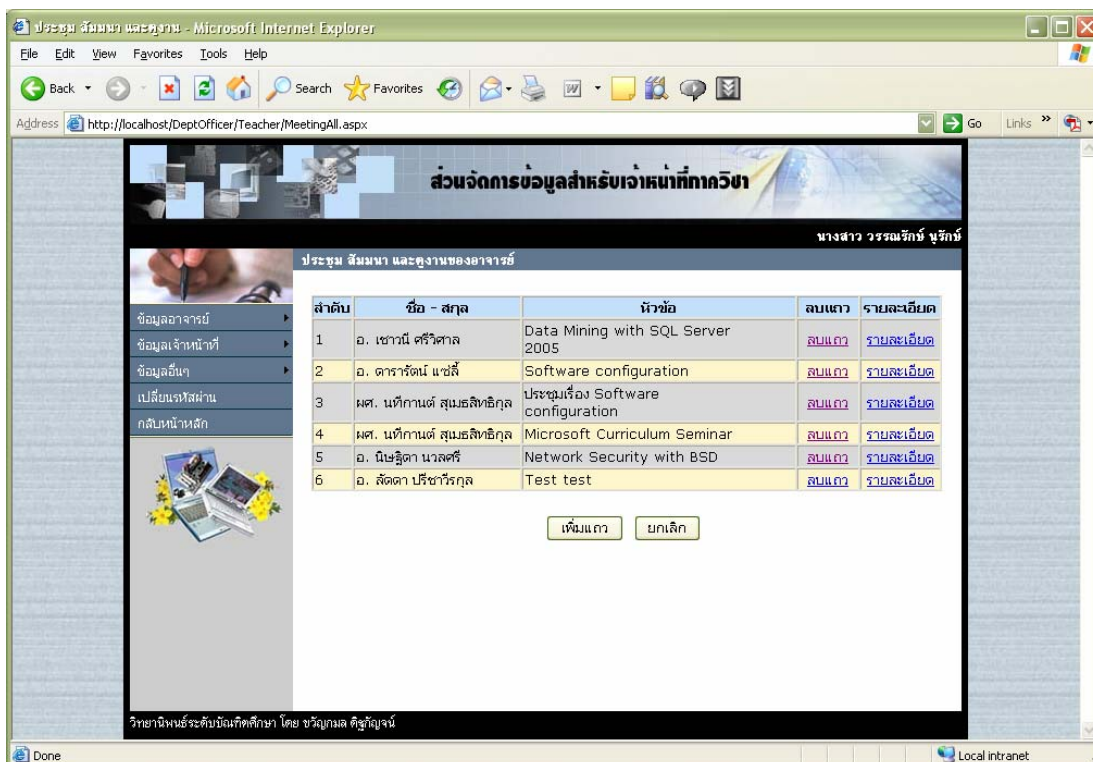 ประชุม สัมมนา และดูงาน - Microsoft Internet Explorer
File Edit View Favorites Tools Help
Back Search Favorites
Address http://localhost/DeptOfficer/Teacher/MeetingAll.aspx Go Links »
ส่วนจัดการข้อมูลสำหรับเจ้าหน้าที่ภาควิชา
นางสาว วรรณรักษ์ นุรักษ์
ประชุม สัมมนา และดูงานของอาจารย์
ข้อมูลอาจารย์
ข้อมูลเจ้าหน้าที่
ข้อมูลอื่นๆ
เปลี่ยนรหัสผ่าน
กลับหน้าหลัก
ลำดับ ชื่อ - สกุล หัวข้อ ลบแถว รายละเอียด
1 อ. เชาวนี ศรีวิศาล Data Mining with SQL Server 2005 ลบแถว รายละเอียด
2 อ. ดารารัตน์ แซ่ลี้ Software configuration ลบแถว รายละเอียด
3 ผศ. นทีกานต์ สุเมธสิทธิกุล ประชุมเรื่อง Software configuration ลบแถว รายละเอียด
4 ผศ. นทีกานต์ สุเมธสิทธิกุล Microsoft Curriculum Seminar ลบแถว รายละเอียด
5 อ. นิษฐิดา นวลศรี Network Security with BSD ลบแถว รายละเอียด
6 อ. ลัดดา ปรีชาวีรกุล Test test ลบแถว รายละเอียด
เพิ่มแถว ยกเลิก
วิทยานิพนธ์ระดับบัณฑิตศึกษา โดย ขวัญกมล ดิฐกัญจน์
Done Local intranet